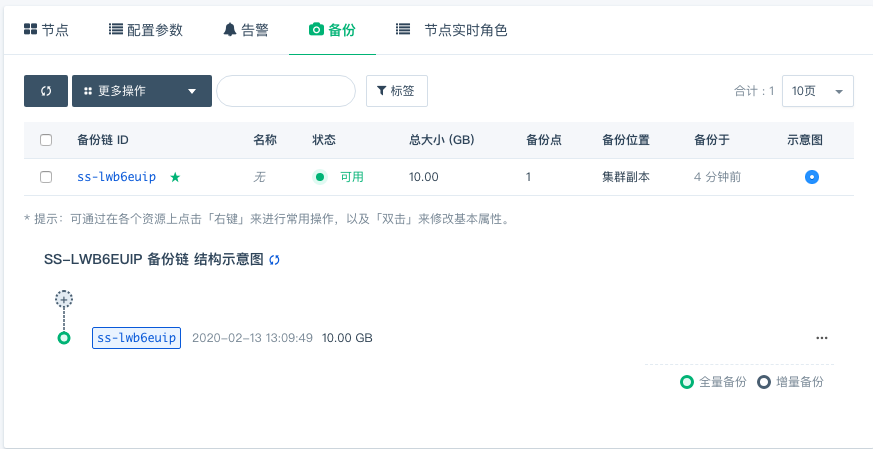 节点 配置参数 告警 备份 节点实时角色
更多操作 标签 合计：1 10页
备份链 ID 名称 状态 总大小 (GB) 备份点 备份位置 备份于 示意图
ss-lwb6euip 无 可用 10.00 1 集群副本 4 分钟前
* 提示：可通过在各个资源上点击「右键」来进行常用操作，以及「双击」来修改基本属性。
SS-LWB6EUIP 备份链 结构示意图
ss-lwb6euip 2020-02-13 13:09:49 10.00 GB ...
全量备份 增量备份